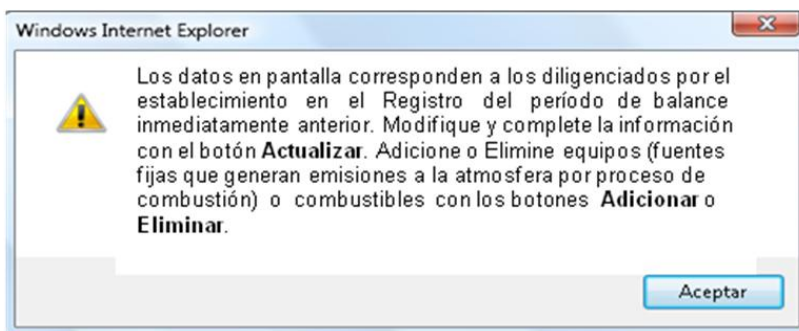 Windows Internet Explorer
Los datos en pantalla corresponden a los diligenciados por el
establecimiento en el Registro del período de balance
inmediatamente anterior. Modifique y complete la información
con el botón Actualizar. Adicione o Elimine equipos (fuentes
fijas que generan emisiones a la atmosfera por proceso de
combustión) o combustibles con los botones Adicionar o
Eliminar.
Aceptar